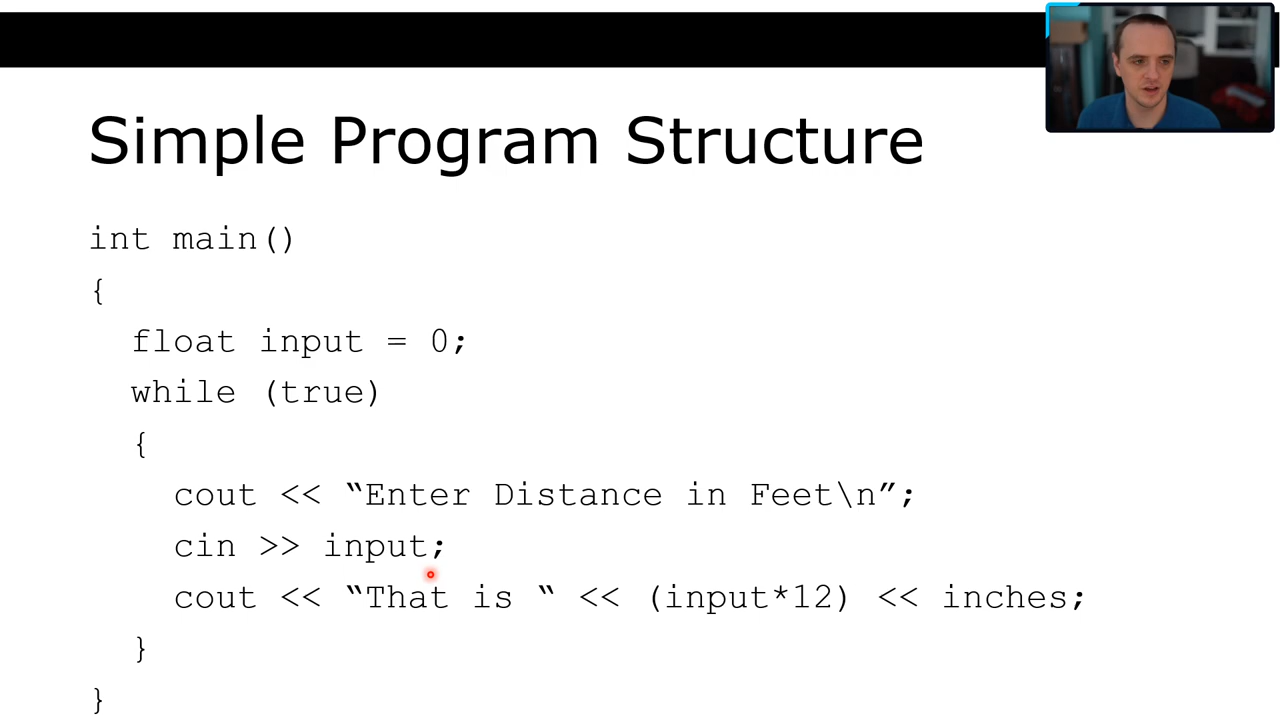 Simple Program Structure
int main()
{
float input = 0;
while (true)
{
cout << “Enter Distance in Feet\n”;
cin >> input;
cout << “That is “ << (input*12) << inches;
}
}